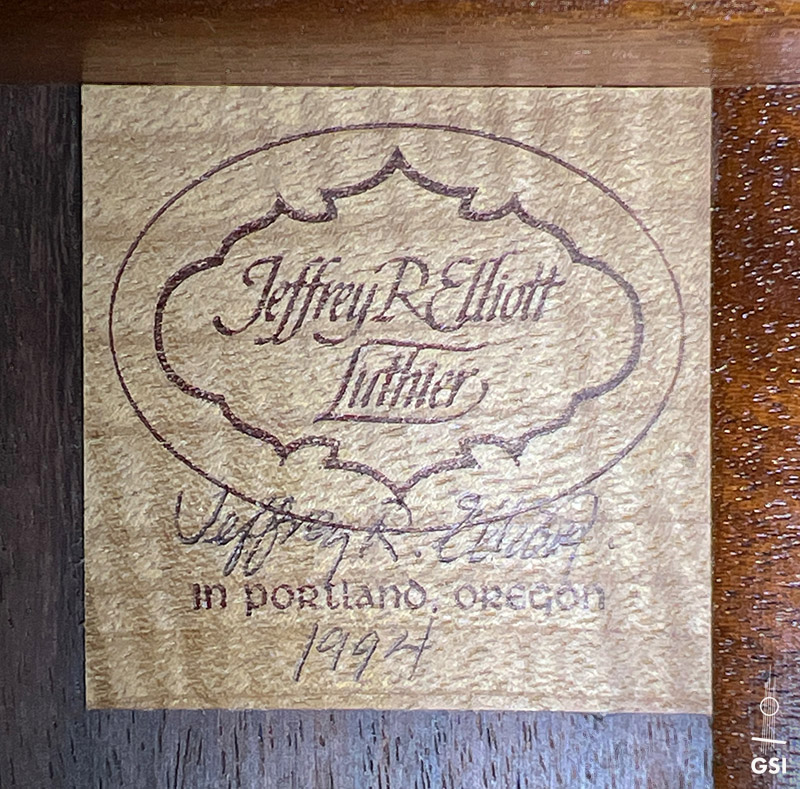 Jeffrey R Elliott
Luthier
Jeffrey R. Elliott
IN PORTLAND, OREGON
1994
GSI